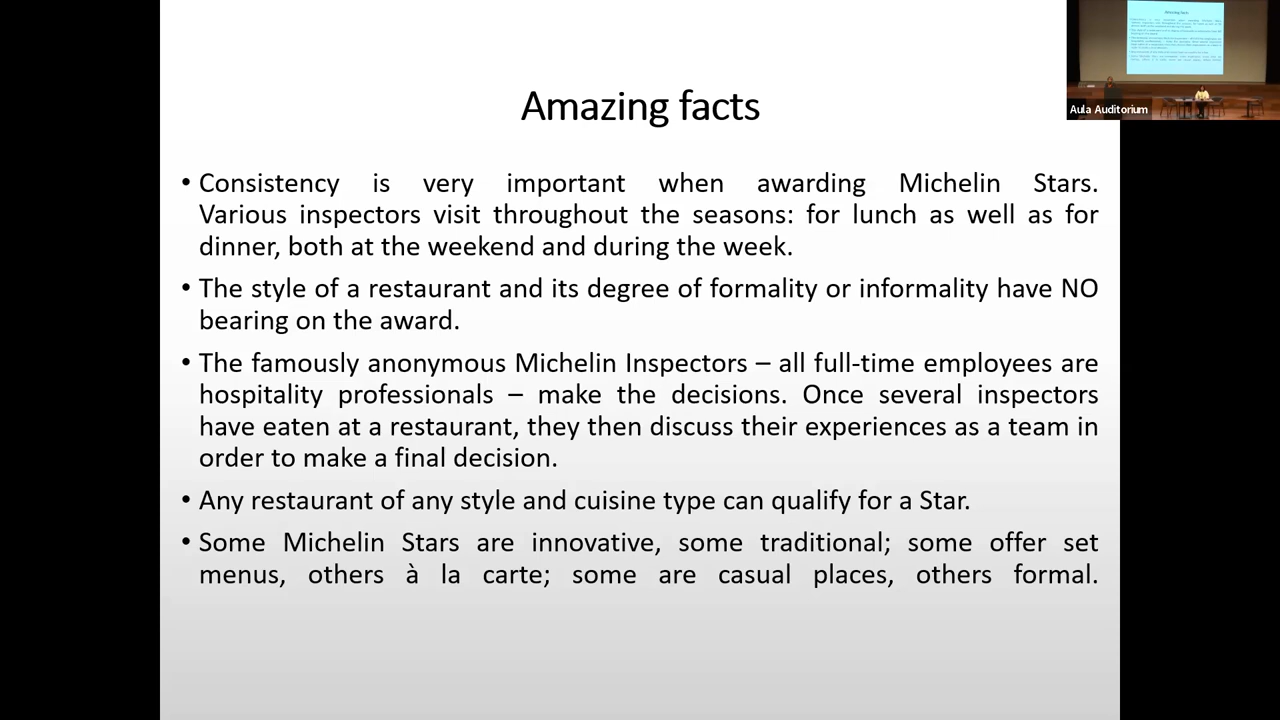 Amazing facts
Aula Auditorium
• Consistency is very important when awarding Michelin Stars.
Various inspectors visit throughout the seasons: for lunch as well as for
dinner, both at the weekend and during the week.
• The style of a restaurant and its degree of formality or informality have NO
bearing on the award.
• The famously anonymous Michelin Inspectors – all full-time employees are
hospitality professionals – make the decisions. Once several inspectors
have eaten at a restaurant, they then discuss their experiences as a team in
order to make a final decision.
• Any restaurant of any style and cuisine type can qualify for a Star.
• Some Michelin Stars are innovative, some traditional; some offer set
menus, others à la carte; some are casual places, others formal.